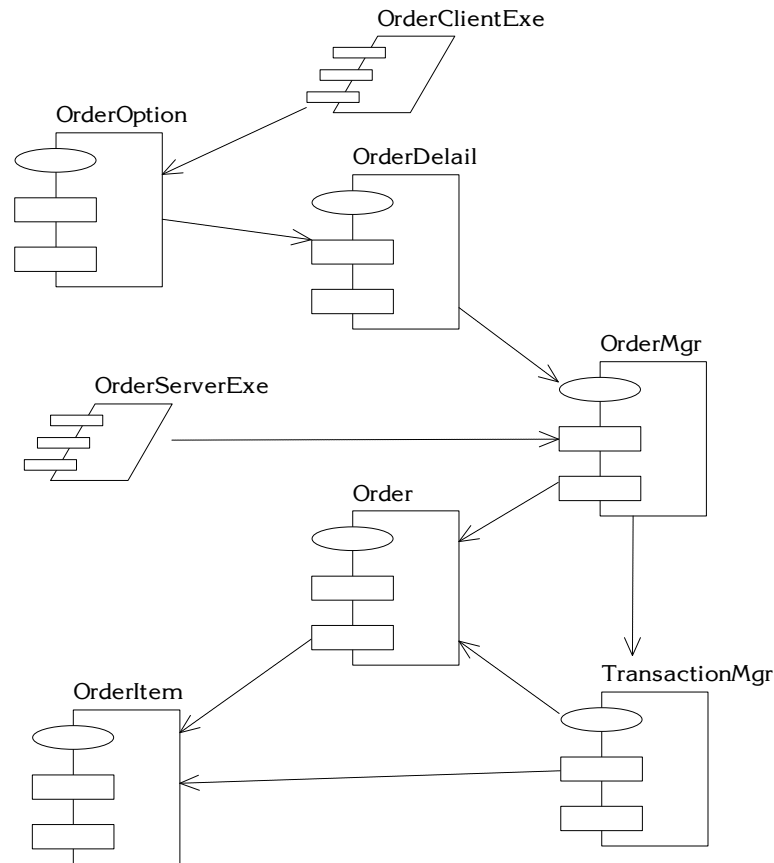 OrderClientExe
OrderOption
OrderDelail
OrderMgr
OrderServerExe
Order
TransactionMgr
OrderItem